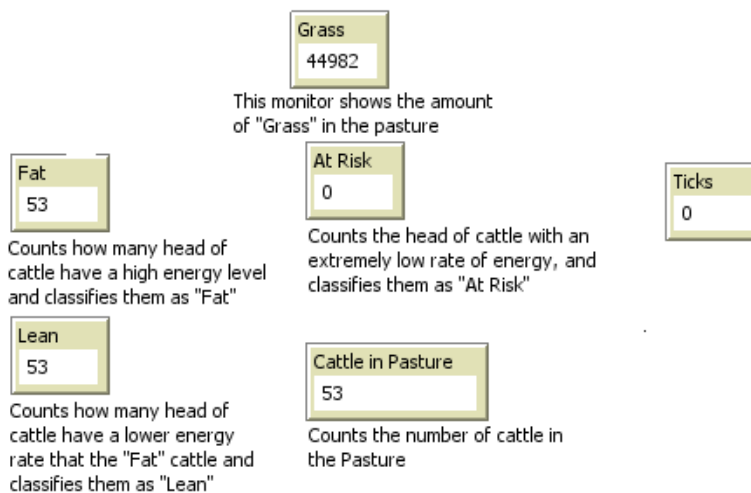 Grass
44982
This monitor shows the amount
of "Grass" in the pasture
Fat
53
Counts how many head of
cattle have a high energy level
and classifies them as "Fat"
At Risk
0
Counts the head of cattle with an
extremely low rate of energy, and
classifies them as "At Risk"
Ticks
0
Lean
53
Counts how many head of
cattle have a lower energy
rate that the "Fat" cattle and
classifies them as "Lean"
Cattle in Pasture
53
Counts the number of cattle in
the Pasture